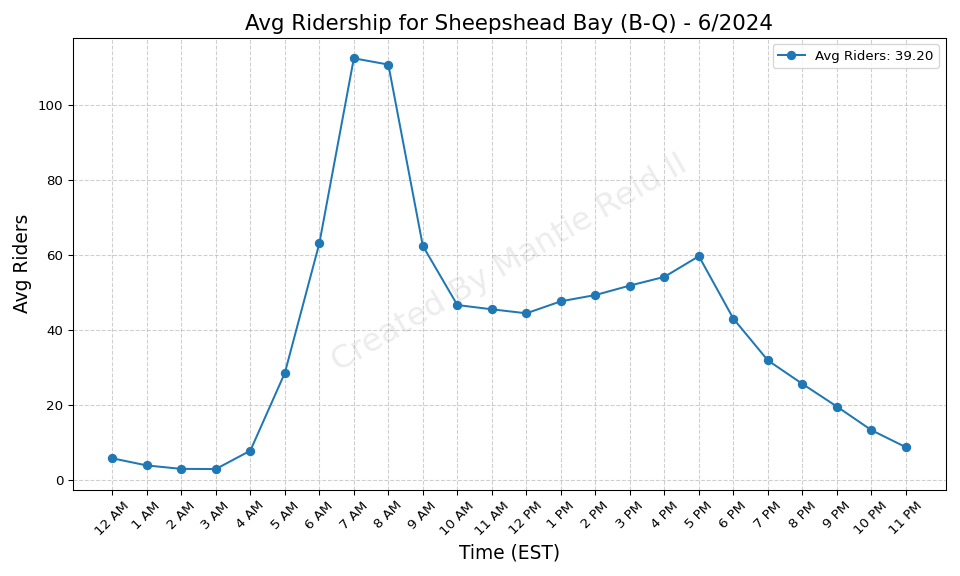 Avg Ridership for Sheepshead Bay (B-Q) - 6/2024
Avg Riders: 39.20
Avg Riders
100
80
60
40
20
0
Created By Mantie Reid II
12 AM
1 AM
2 AM
3 AM
4 AM
5 AM
6 AM
7 AM
8 AM
9 AM
10 AM
11 AM
12 PM
1 PM
2 PM
3 PM
4 PM
5 PM
6 PM
7 PM
8 PM
9 PM
10 PM
11 PM
Time (EST)